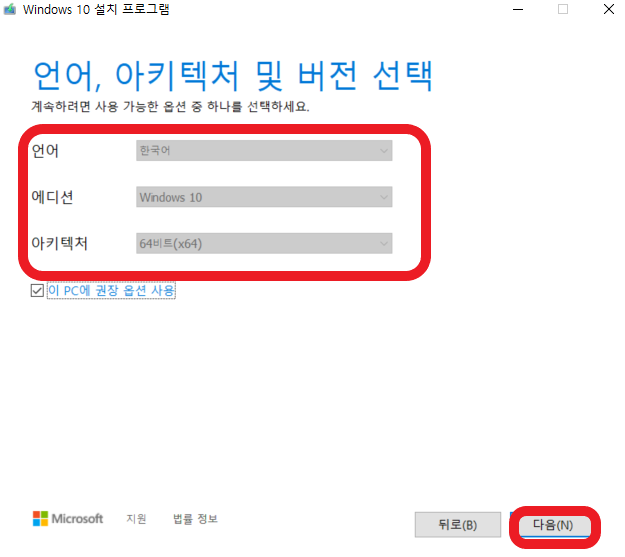 Windows 10 설치 프로그램
언어, 아키텍처 및 버전 선택
계속하려면 사용 가능한 옵션 중 하나를 선택하세요.
언어 한국어
에디션 Windows 10
아키텍처 64비트(x64)
이 PC에 권장 옵션 사용
Microsoft 지원 법률 정보 뒤로(B) 다음(N)